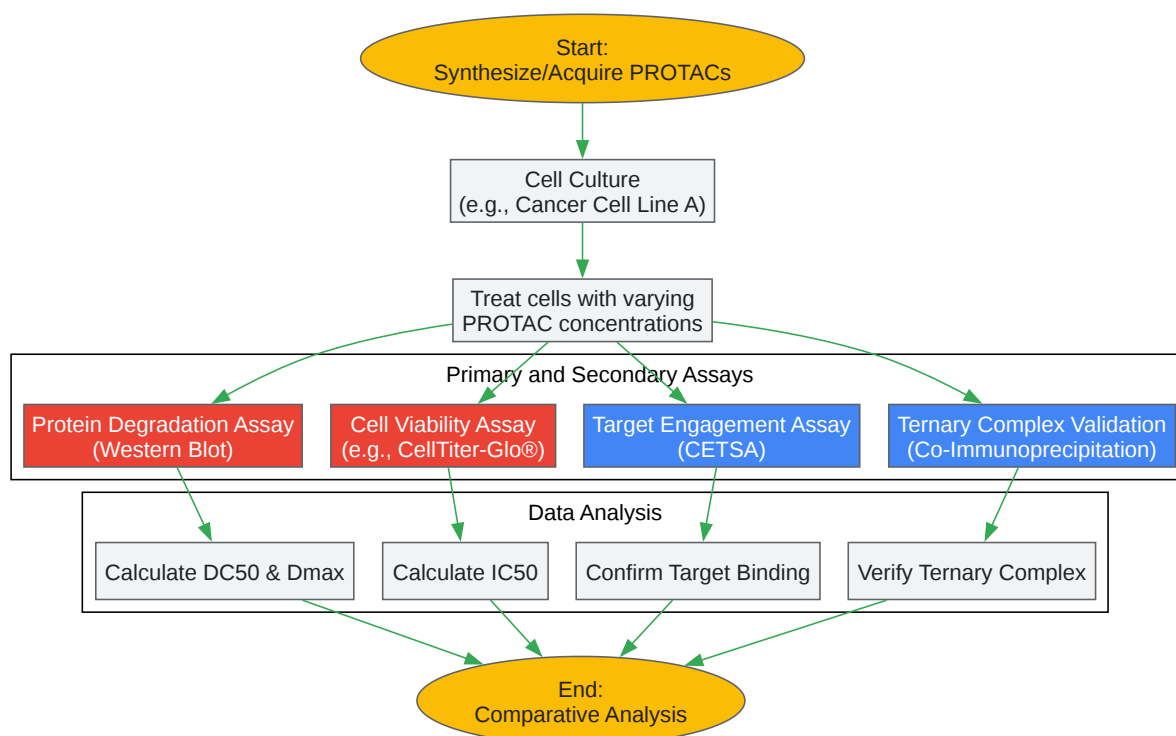 Start:
Synthesize/Acquire PROTACs
Cell Culture
(e.g., Cancer Cell Line A)
Treat cells with varying
PROTAC concentrations
Primary and Secondary Assays
Protein Degradation Assay
(Western Blot)
Cell Viability Assay
(e.g., CellTiter-Glo®)
Target Engagement Assay
(CETSA)
Ternary Complex Validation
(Co-Immunoprecipitation)
Data Analysis
Calculate DC50 & Dmax
Calculate IC50
Confirm Target Binding
Verify Ternary Complex
End:
Comparative Analysis